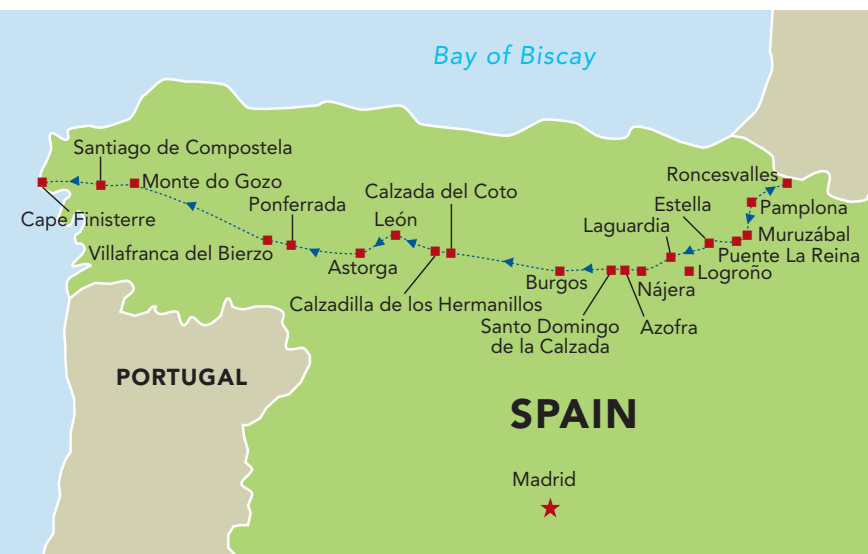 Bay of Biscay
Santiago de Compostela
Monte do Gozo
Cape Finisterre
Ponferrada
Villafranca del Bierzo
Calzada del Coto
León
Astorga
Calzadilla de los Hermanillos
Roncesvalles
Estella
Pamplona
Laguardia
Muruzábal
Puente La Reina
Logroño
Burgos
Nájera
Santo Domingo
de la Calzada
Azofra
PORTUGAL
SPAIN
Madrid